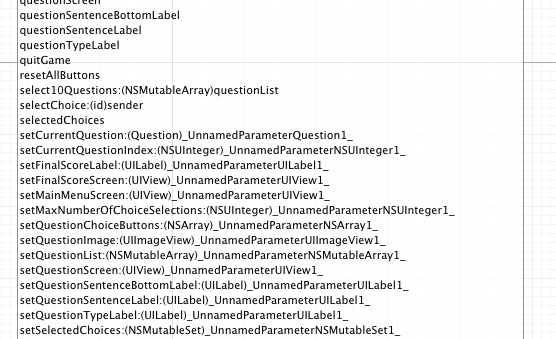 questionScreen
questionSentenceBottomLabel
questionSentenceLabel
questionTypeLabel
quitGame
resetAllButtons
select10Questions:(NSMutableArray)questionList
selectChoice:(id)sender
selectedChoices
setCurrentQuestion:(Question)_UnnamedParameterQuestion1_
setCurrentQuestionIndex:(NSUInteger)_UnnamedParameterNSUInteger1_
setFinalScoreLabel:(UILabel)_UnnamedParameterUILabel1_
setFinalScoreScreen:(UIView)_UnnamedParameterUIView1_
setMainMenuScreen:(UIView)_UnnamedParameterUIView1_
setMaxNumberOfChoiceSelections:(NSUInteger)_UnnamedParameterNSUInteger1_
setQuestionChoiceButtons:(NSArray)_UnnamedParameterNSArray1_
setQuestionImage:(UIImageView)_UnnamedParameterUIImageView1_
setQuestionList:(NSMutableArray)_UnnamedParameterNSMutableArray1_
setQuestionScreen:(UIView)_UnnamedParameterUIView1_
setQuestionSentenceBottomLabel:(UILabel)_UnnamedParameterUILabel1_
setQuestionSentenceLabel:(UILabel)_UnnamedParameterUILabel1_
setQuestionTypeLabel:(UILabel)_UnnamedParameterUILabel1_
setSelectedChoices:(NSMutableSet)_UnnamedParameterNSMutableSet1_